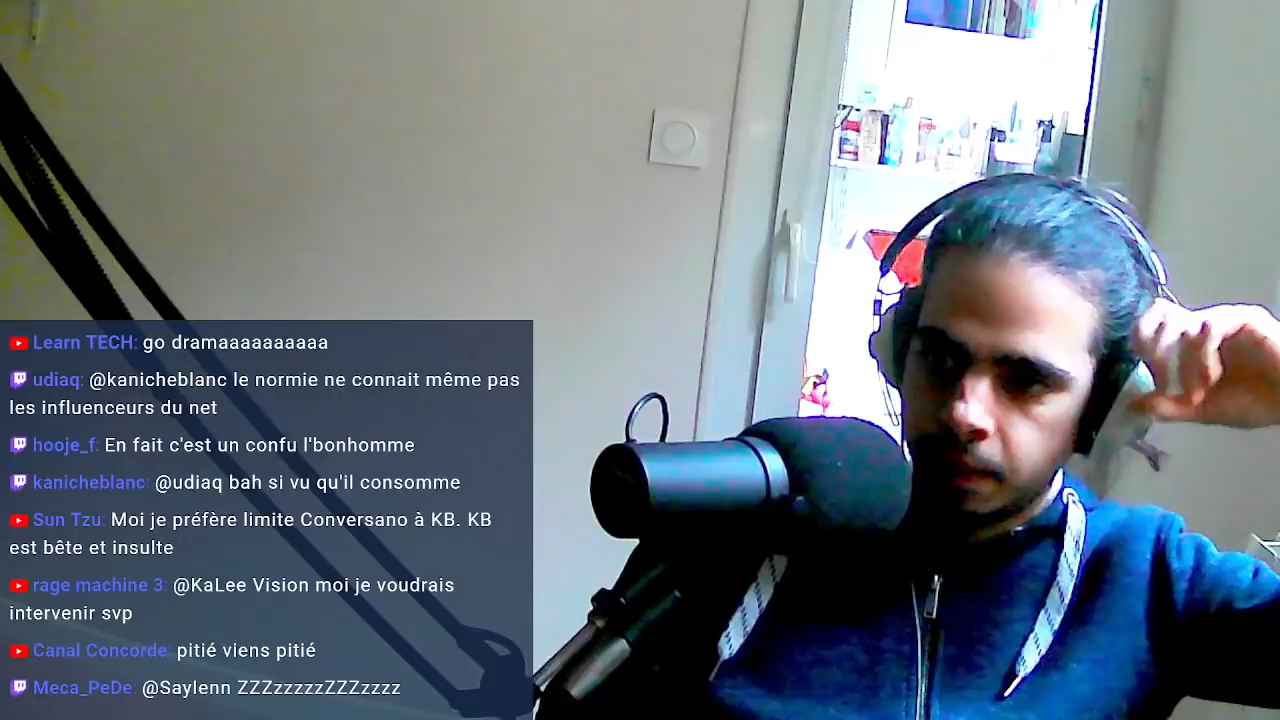 Learn TECH: go dramaaaaaaaaaa
udiaq: @kanicheblanc le normie ne connait même pas
les influenceurs du net
hooje_f: En fait c'est un confu l'bonhomme
kanicheblanc: @udiaq bah si vu qu'il consomme
Sun Tzu: Moi je préfère limite Conversano à KB. KB
est bête et insulte
rage machine 3: @KaLee Vision moi je voudrais
intervenir svp
Canal Concorde: pitié viens pitié
Meca_PeDe: @Saylenn ZZZzzzzzZZZzzzz